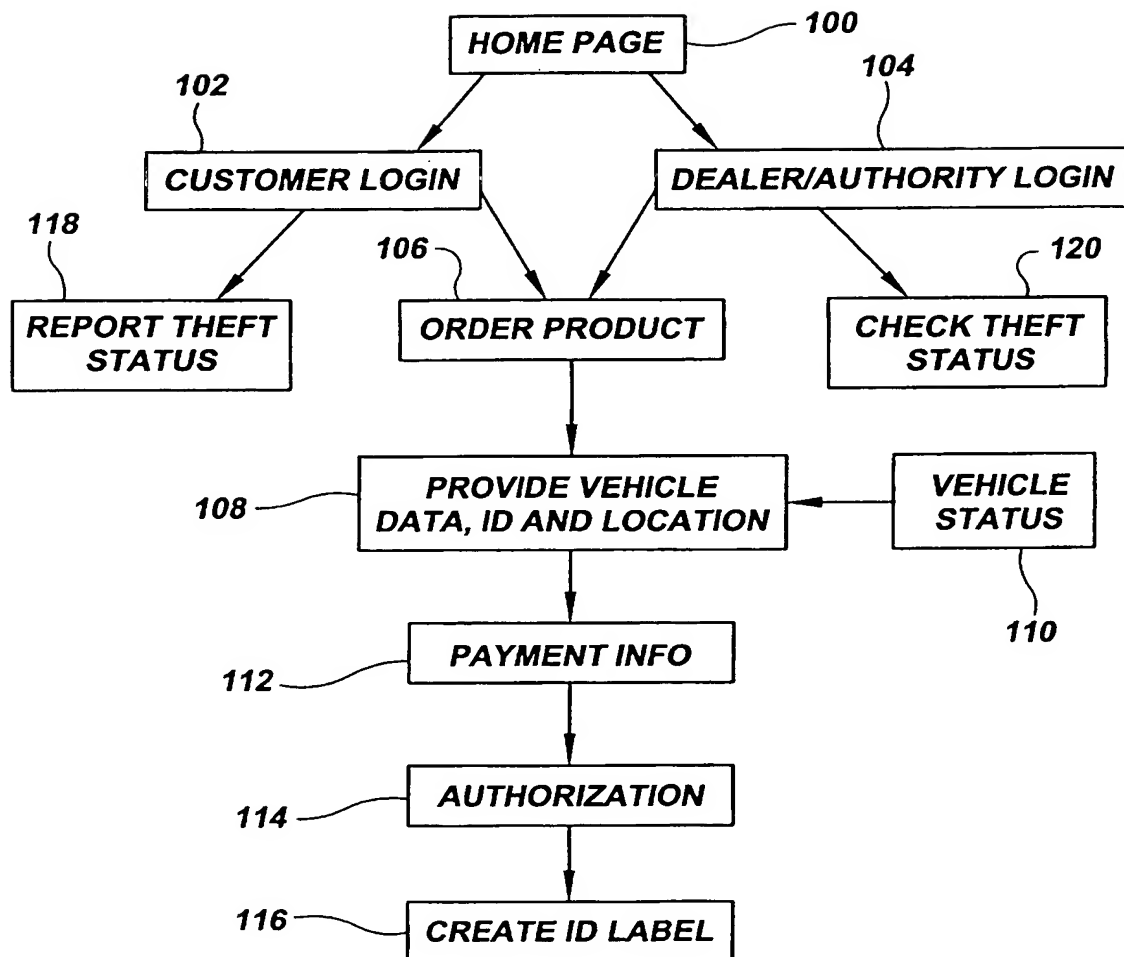 HOME PAGE
100
102
104
CUSTOMER LOGIN
DEALER/AUTHORITY LOGIN
118
106
120
REPORT THEFT
STATUS
ORDER PRODUCT
CHECK THEFT
STATUS
108
PROVIDE VEHICLE
DATA, ID AND LOCATION
VEHICLE
STATUS
110
112
PAYMENT INFO
114
AUTHORIZATION
116
CREATE ID LABEL